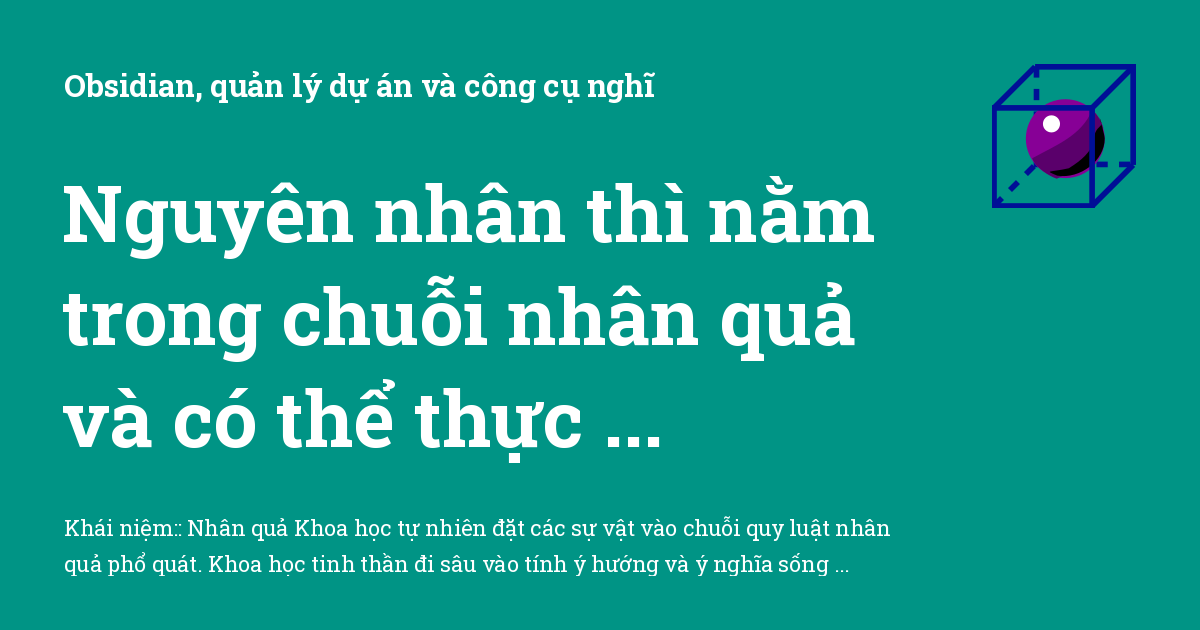 Obsidian, quản lý dự án và công cụ nghĩ
Nguyên nhân thì nằm
trong chuỗi nhân quả
và có thể thực ...
Khái niệm:: Nhân quả Khoa học tự nhiên đặt các sự vật vào chuỗi quy luật nhân
quả phổ quát. Khoa học tinh thần đi sâu vào tính ý hướng và ý nghĩa sống ...